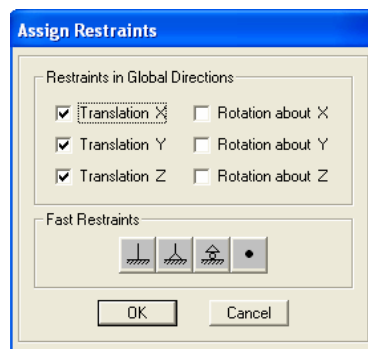 Assign Restraints
Restraints in Global Directions
Translation X Rotation about X
Translation Y Rotation about Y
Translation Z Rotation about Z
Fast Restraints
OK Cancel